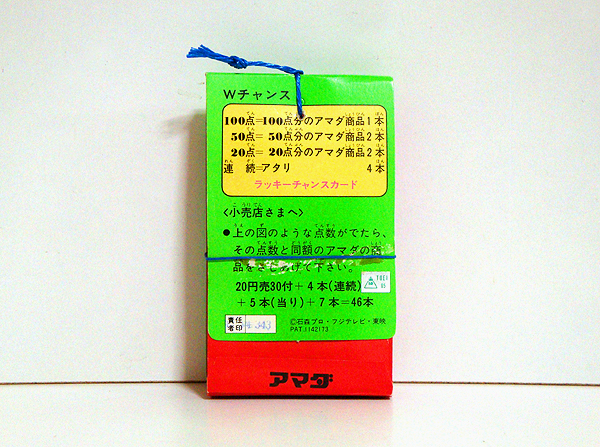 Wチャンス
100点=100点分のアマダ商品1本
50点= 50点分のアマダ商品2本
20点= 20点分のアマダ商品2本
連続=アタリ 4本
ラッキーチャンスカード
〈小売店さまへ〉
●上の図のような点数がでたら、
その点数と同額のアマダの商
品をさしあげて下さい。
20円売30付+4本(連続)
+5本(当り)+7本=46本
責任者印
343
©石森プロ・フジテレビ・東映
PAT.1142173
アマダ